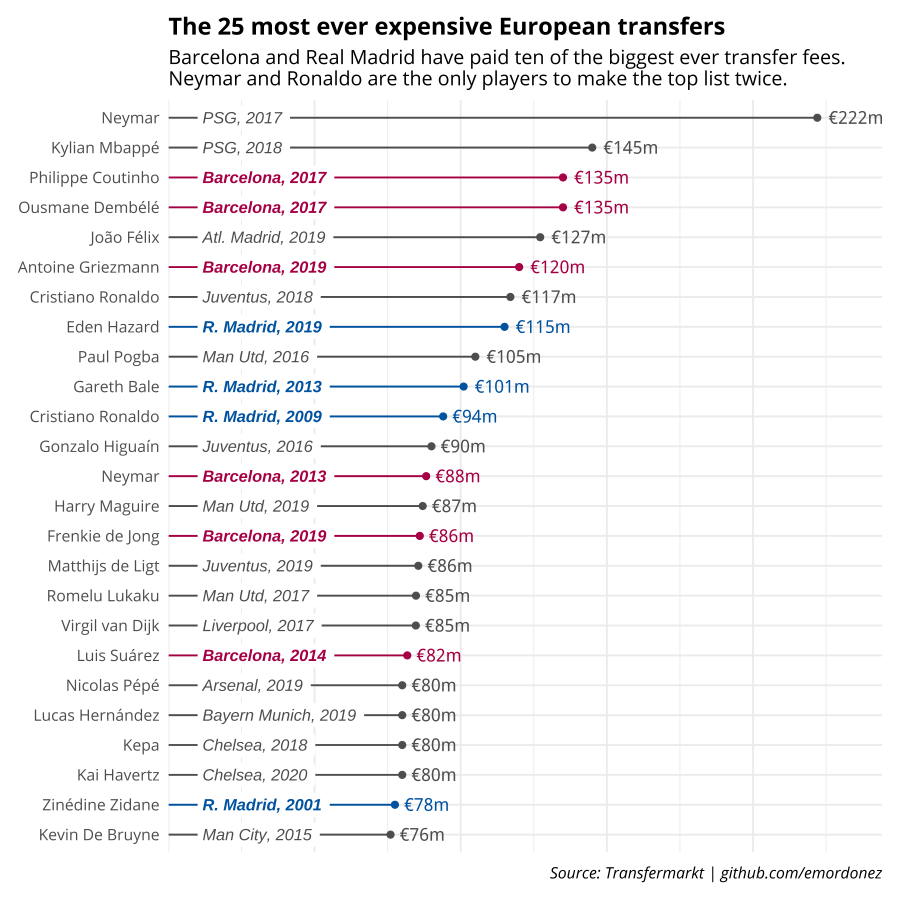 The 25 most ever expensive European transfers
Barcelona and Real Madrid have paid ten of the biggest ever transfer fees.
Neymar and Ronaldo are the only players to make the top list twice.
Neymar PSG, 2017 €222m
Kylian Mbappé PSG, 2018 €145m
Philippe Coutinho Barcelona, 2017 €135m
Ousmane Dembélé Barcelona, 2017 €135m
João Félix Atl. Madrid, 2019 €127m
Antoine Griezmann Barcelona, 2019 €120m
Cristiano Ronaldo Juventus, 2018 €117m
Eden Hazard R. Madrid, 2019 €115m
Paul Pogba Man Utd, 2016 €105m
Gareth Bale R. Madrid, 2013 €101m
Cristiano Ronaldo R. Madrid, 2009 €94m
Gonzalo Higuaín Juventus, 2016 €90m
Neymar Barcelona, 2013 €88m
Harry Maguire Man Utd, 2019 €87m
Frenkie de Jong Barcelona, 2019 €86m
Matthijs de Ligt Juventus, 2019 €86m
Romelu Lukaku Man Utd, 2017 €85m
Virgil van Dijk Liverpool, 2017 €85m
Luis Suárez Barcelona, 2014 €82m
Nicolas Pépé Arsenal, 2019 €80m
Lucas Hernández Bayern Munich, 2019 €80m
Kepa Chelsea, 2018 €80m
Kai Havertz Chelsea, 2020 €80m
Zinédine Zidane R. Madrid, 2001 €78m
Kevin De Bruyne Man City, 2015 €76m
Source: Transfermarkt | github.com/emordonez